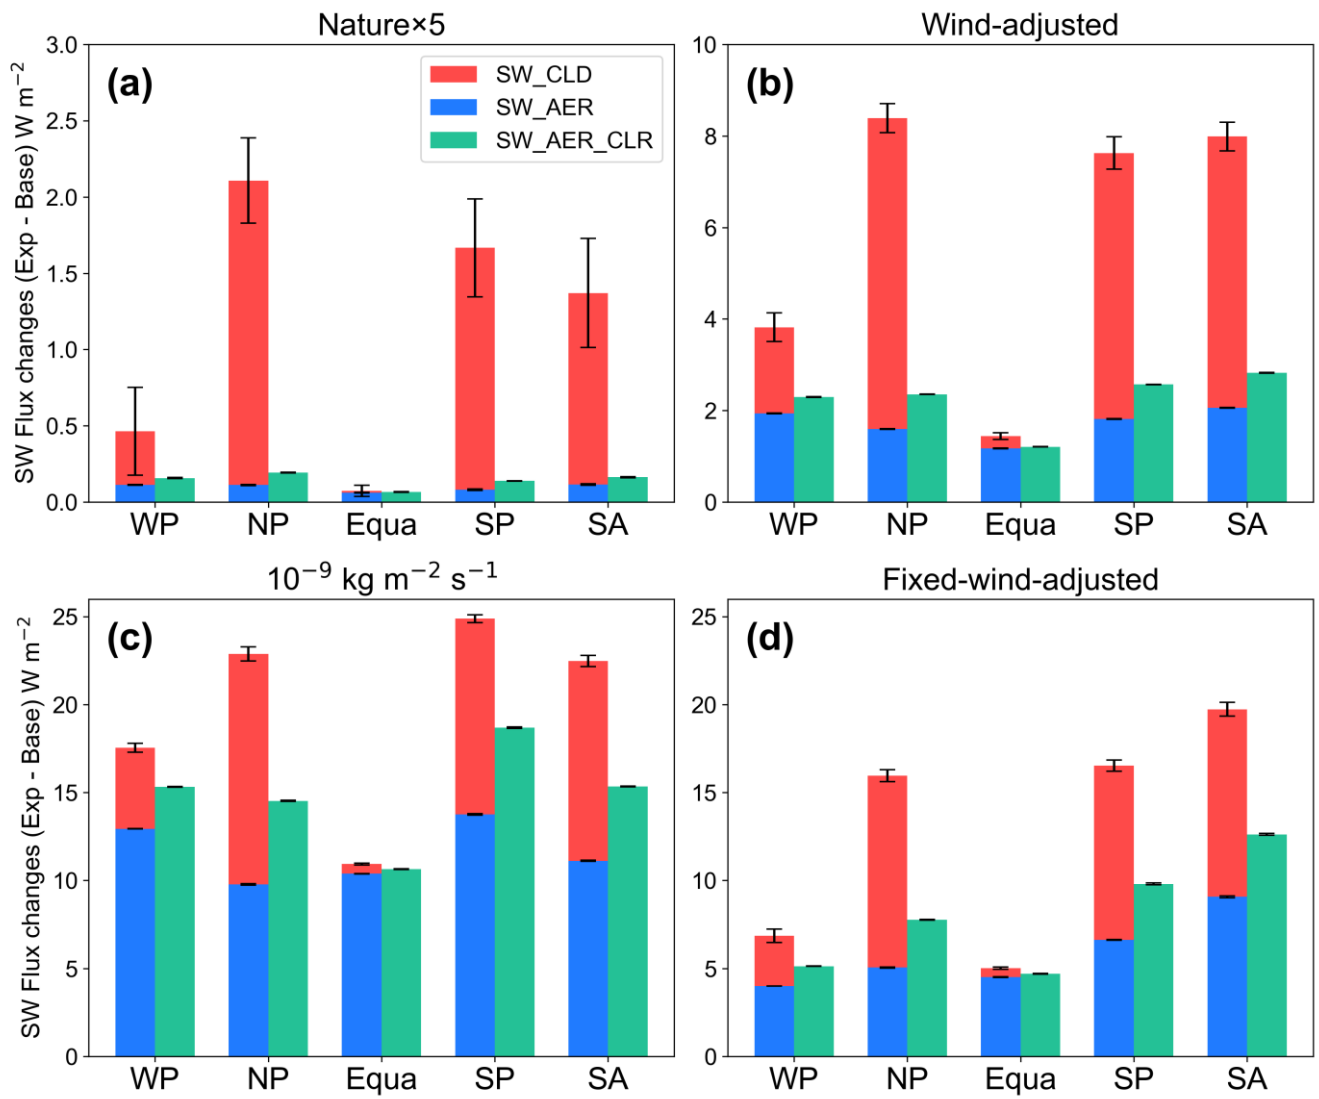 Nature×5
Wind-adjusted
SW Flux changes (Exp - Base) W m⁻²
3.0
2.5
2.0
1.5
1.0
0.5
0.0
(a)
SW_CLD
SW_AER
SW_AER_CLR
WP NP Equa SP SA
10
8
6
4
2
0
(b)
WP NP Equa SP SA
10⁻⁹ kg m⁻² s⁻¹
Fixed-wind-adjusted
SW Flux changes (Exp - Base) W m⁻²
25
20
15
10
5
0
(c)
WP NP Equa SP SA
25
20
15
10
5
0
(d)
WP NP Equa SP SA